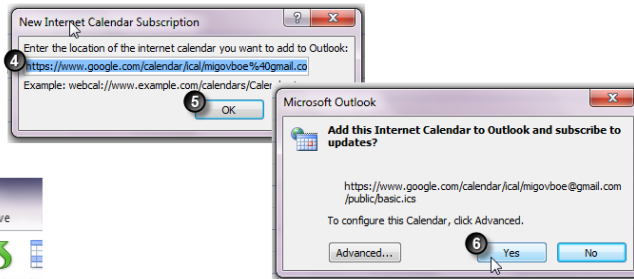 New Internet Calendar Subscription
Enter the location of the internet calendar you want to add to Outlook:
4
https://www.google.com/calendar/ical/migovboe%40gmail.co
Example: webcal://www.example.com/calendars/Cale
5
OK
Microsoft Outlook
Add this Internet Calendar to Outlook and subscribe to
updates?
https://www.google.com/calendar/ical/migovboe@gmail.com
/public/basic.ics
To configure this Calendar, click Advanced.
Advanced...
6
Yes
No
ve